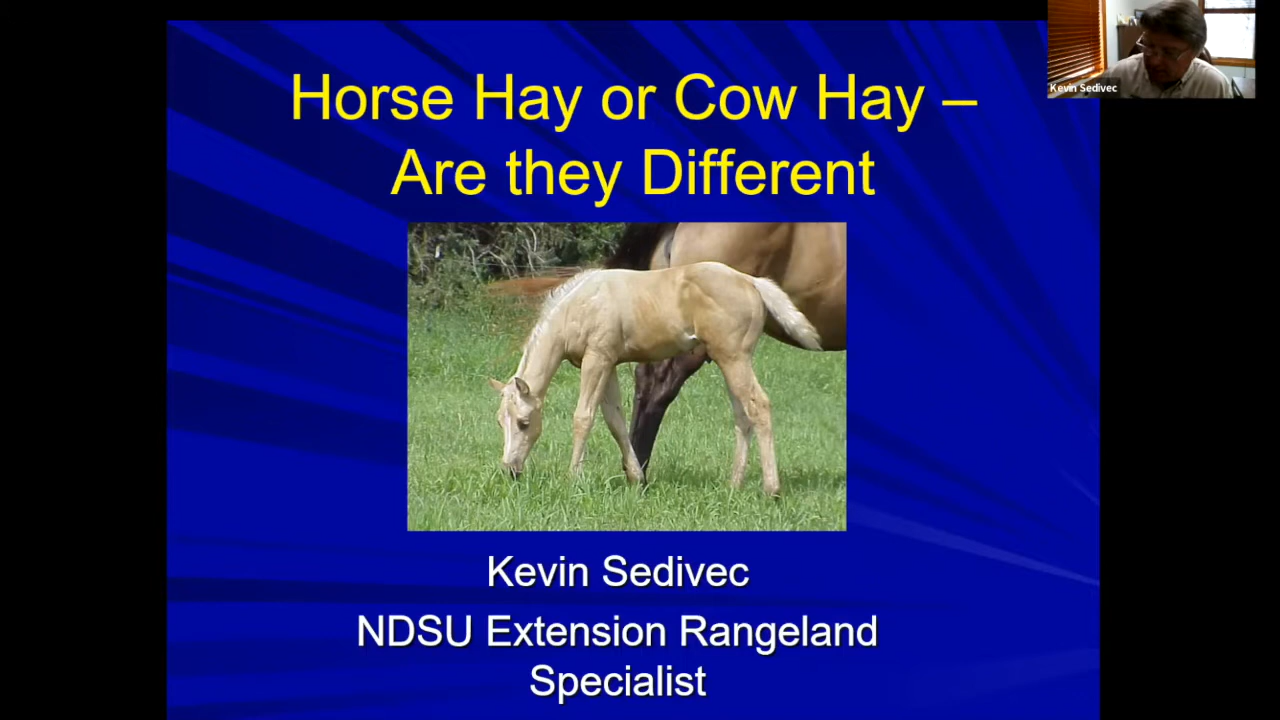 Horse Hay or Cow Hay –
Are they Different
Kevin Sedivec
NDSU Extension Rangeland
Specialist
Kevin Sedivec